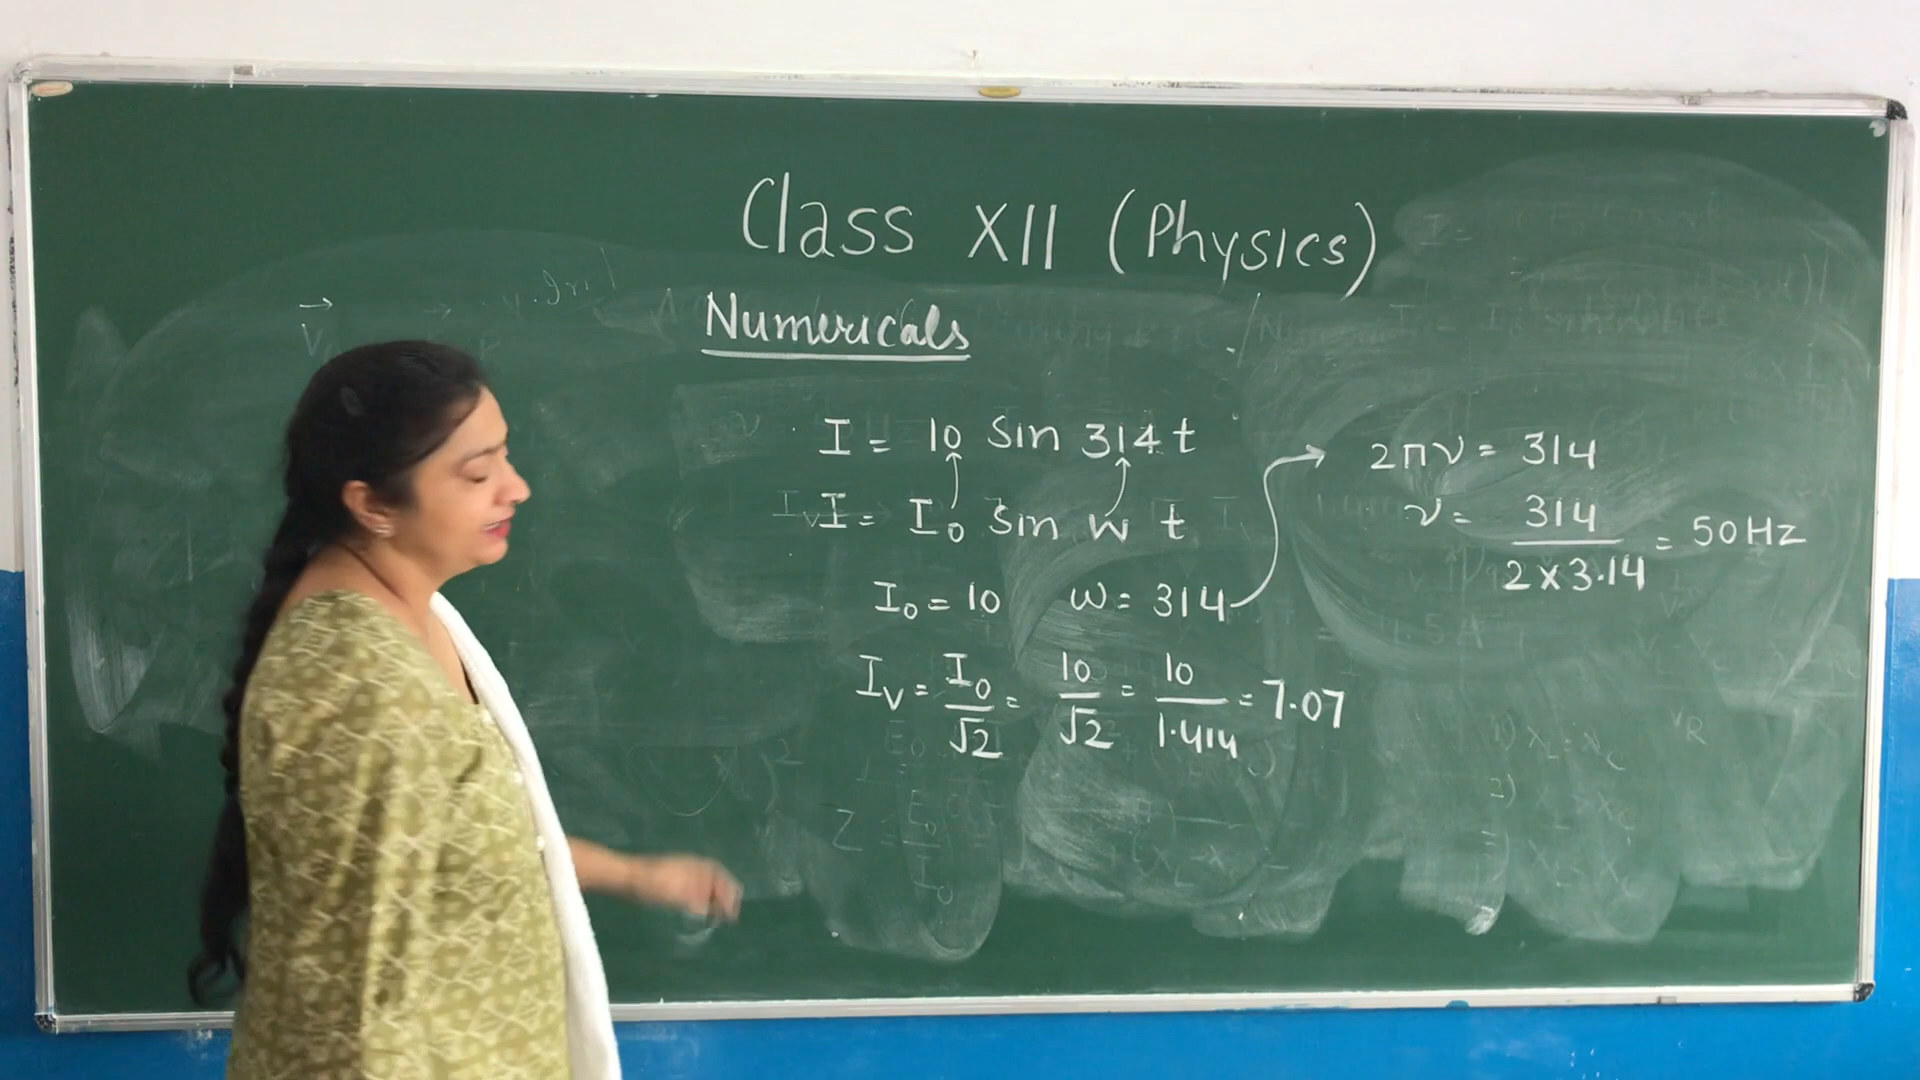 Class XII (Physics)
Numericals
I = 10 Sin 314 t
I = I₀ Sin w t
I₀ = 10 ω = 314
I_V = I₀/√2 = 10/√2 = 10/1.414 = 7.07
2πν = 314
ν = 314/(2 × 3.14) = 50 Hz